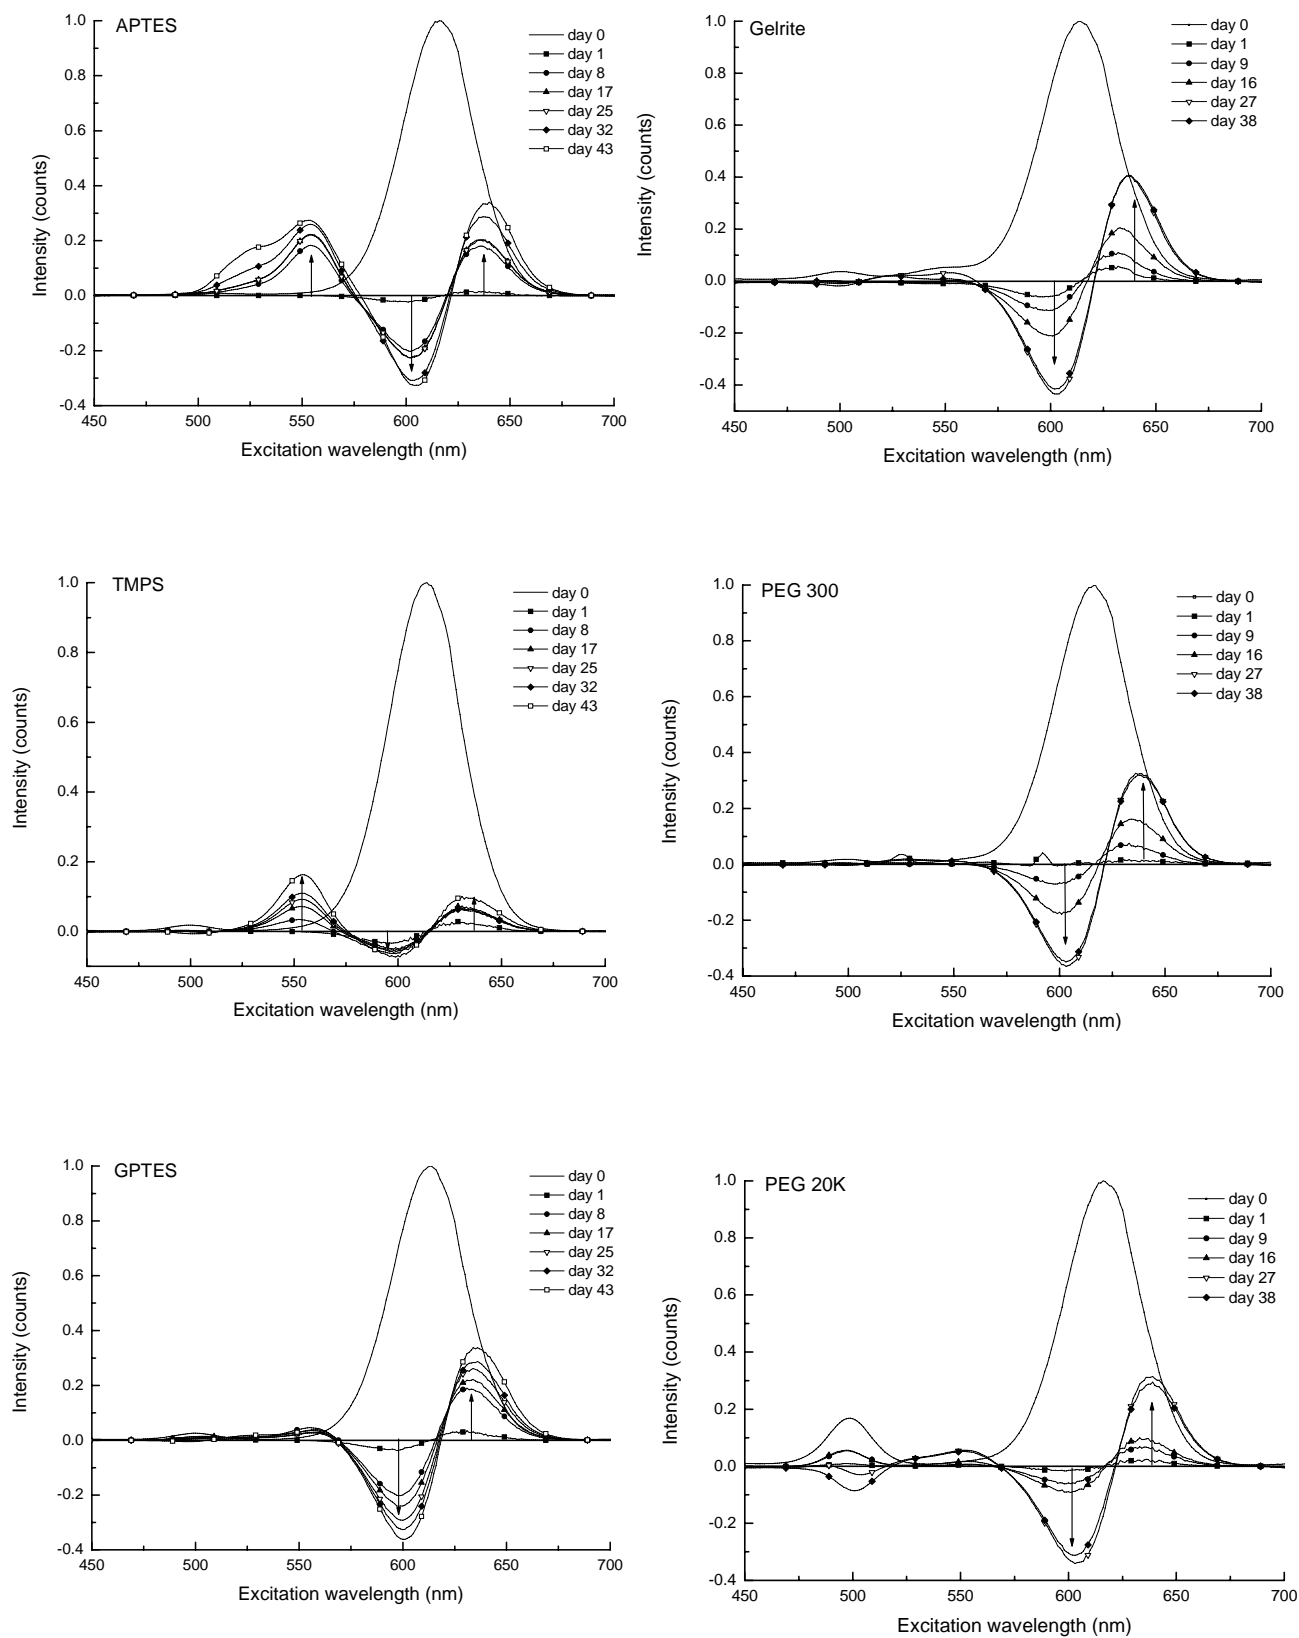 APTES
day 0
day 1
day 8
day 17
day 25
day 32
day 43
1.0
0.8
0.6
0.4
0.2
0.0
-0.2
-0.4
450 500 550 600 650 700
Intensity (counts)
Excitation wavelength (nm)
Gelrite
day 0
day 1
day 9
day 16
day 27
day 38
1.0
0.8
0.6
0.4
0.2
0.0
-0.2
-0.4
450 500 550 600 650 700
Intensity (counts)
Excitation wavelength (nm)
TMPS
day 0
day 1
day 8
day 17
day 25
day 32
day 43
1.0
0.8
0.6
0.4
0.2
0.0
450 500 550 600 650 700
Intensity (counts)
Excitation wavelength (nm)
PEG 300
day 0
day 1
day 9
day 16
day 27
day 38
1.0
0.8
0.6
0.4
0.2
0.0
-0.2
-0.4
450 500 550 600 650 700
Intensity (counts)
Excitation wavelength (nm)
GPTES
day 0
day 1
day 8
day 17
day 25
day 32
day 43
1.0
0.8
0.6
0.4
0.2
0.0
-0.2
-0.4
450 500 550 600 650 700
Intensity (counts)
Excitation wavelength (nm)
PEG 20K
day 0
day 1
day 9
day 16
day 27
day 38
1.0
0.8
0.6
0.4
0.2
0.0
-0.2
-0.4
450 500 550 600 650 700
Intensity (counts)
Excitation wavelength (nm)